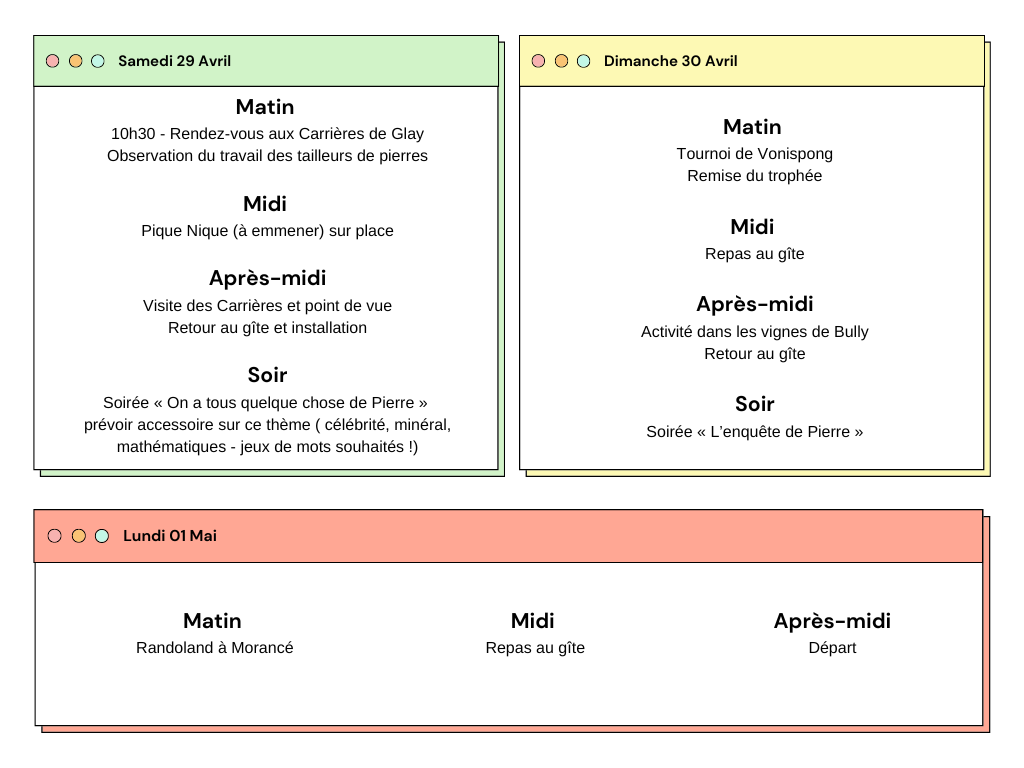 Samedi 29 Avril
Matin
10h30 - Rendez-vous aux Carrières de Glay
Observation du travail des tailleurs de pierres
Midi
Pique Nique (à emmener) sur place
Après-midi
Visite des Carrières et point de vue
Retour au gîte et installation
Soir
Soirée « On a tous quelque chose de Pierre »
prévoir accessoire sur ce thème ( célébrité, minéral,
mathématiques - jeux de mots souhaités !)
Dimanche 30 Avril
Matin
Tournoi de Vonispong
Remise du trophée
Midi
Repas au gîte
Après-midi
Activité dans les vignes de Bully
Retour au gîte
Soir
Soirée « L’enquête de Pierre »
Lundi 01 Mai
Matin
Randoland à Morancé
Midi
Repas au gîte
Après-midi
Départ